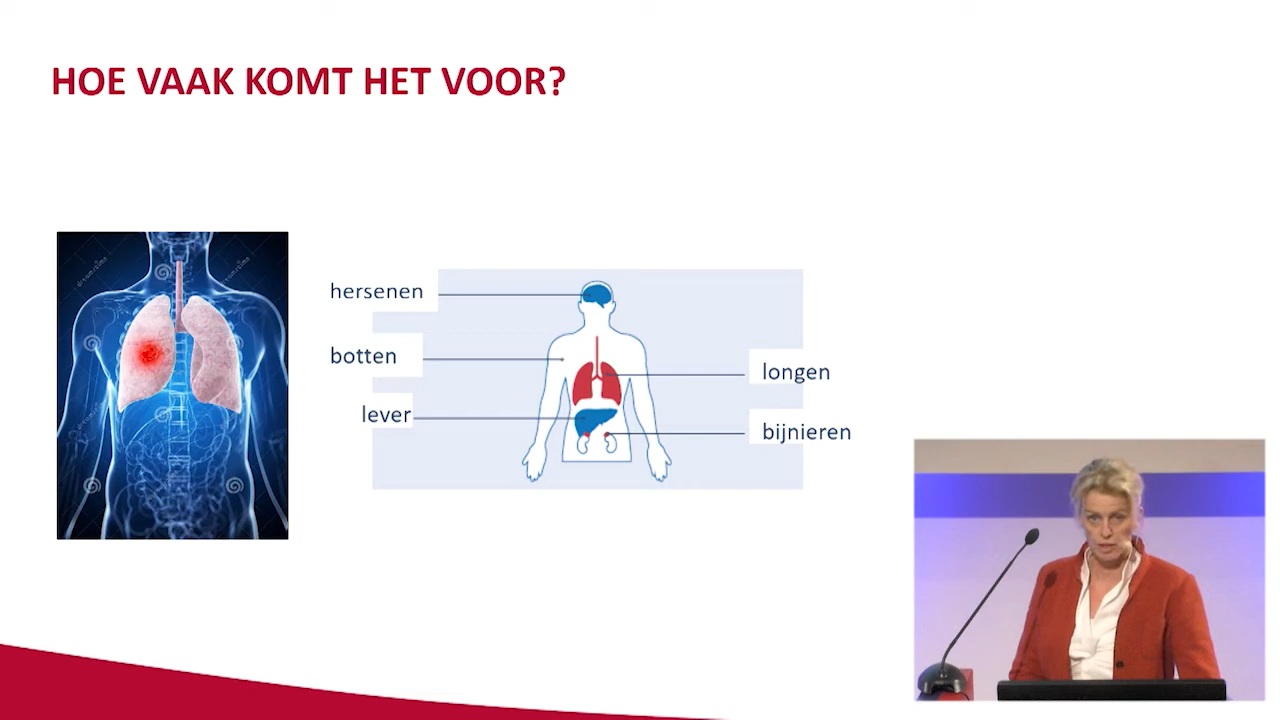 HOE VAAK KOMT HET VOOR?
hersenen
botten
lever
longen
bijnieren